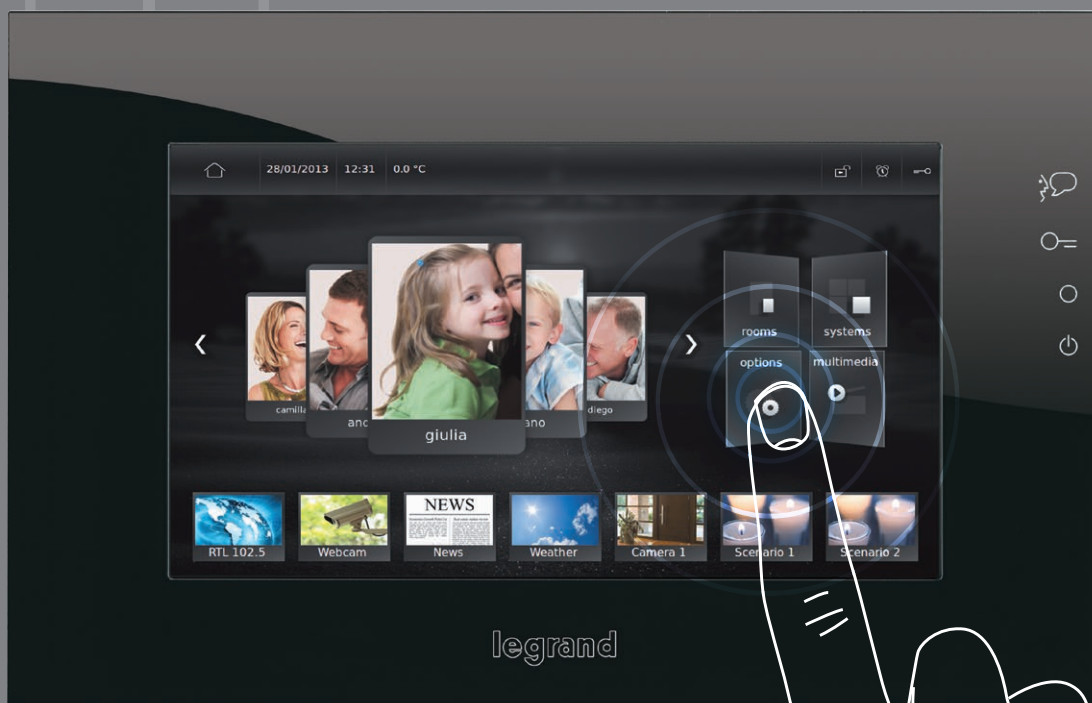 28/01/2013 12:31 0.0 °C
rooms systems
options multimedia
camilla diego
giulia
NEWS
RTL 102.5 Webcam News Weather Camera 1 Scenario 1 Scenario 2
legrand